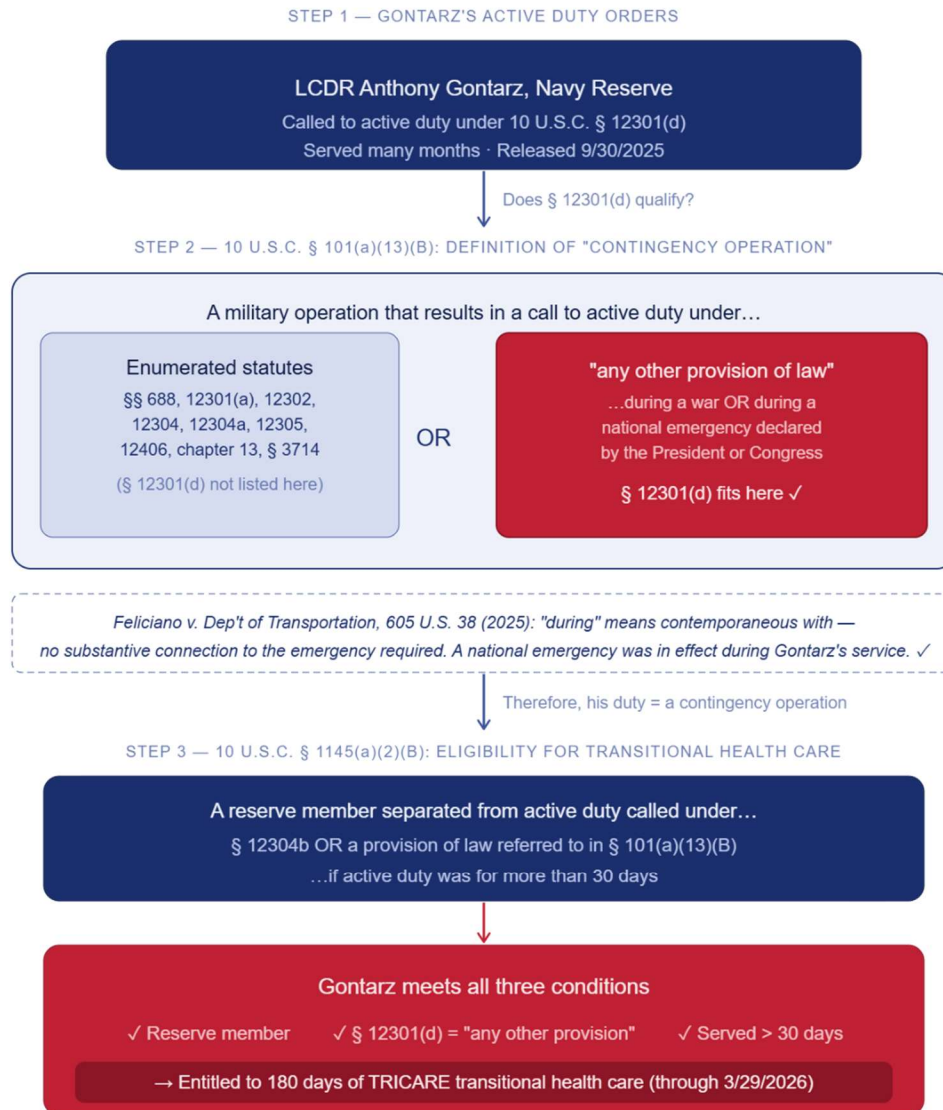 STEP 1 — GONTARZ'S ACTIVE DUTY ORDERS
LCDR Anthony Gontarz, Navy Reserve
Called to active duty under 10 U.S.C. § 12301(d)
Served many months · Released 9/30/2025
Does § 12301(d) qualify?
STEP 2 — 10 U.S.C. § 101(a)(13)(B): DEFINITION OF "CONTINGENCY OPERATION"
A military operation that results in a call to active duty under…
Enumerated statutes
§§ 688, 12301(a), 12302,
12304, 12304a, 12305,
12406, chapter 13, § 3714
(§ 12301(d) not listed here)
OR
"any other provision of law"
…during a war OR during a
national emergency declared
by the President or Congress
§ 12301(d) fits here ✓
Feliciano v. Dep't of Transportation, 605 U.S. 38 (2025): "during" means contemporaneous with —
no substantive connection to the emergency required. A national emergency was in effect during Gontarz's service. ✓
Therefore, his duty = a contingency operation
STEP 3 — 10 U.S.C. § 1145(a)(2)(B): ELIGIBILITY FOR TRANSITIONAL HEALTH CARE
A reserve member separated from active duty called under…
§ 12304b OR a provision of law referred to in § 101(a)(13)(B)
…if active duty was for more than 30 days
Gontarz meets all three conditions
✓ Reserve member ✓ § 12301(d) = "any other provision" ✓ Served > 30 days
→ Entitled to 180 days of TRICARE transitional health care (through 3/29/2026)